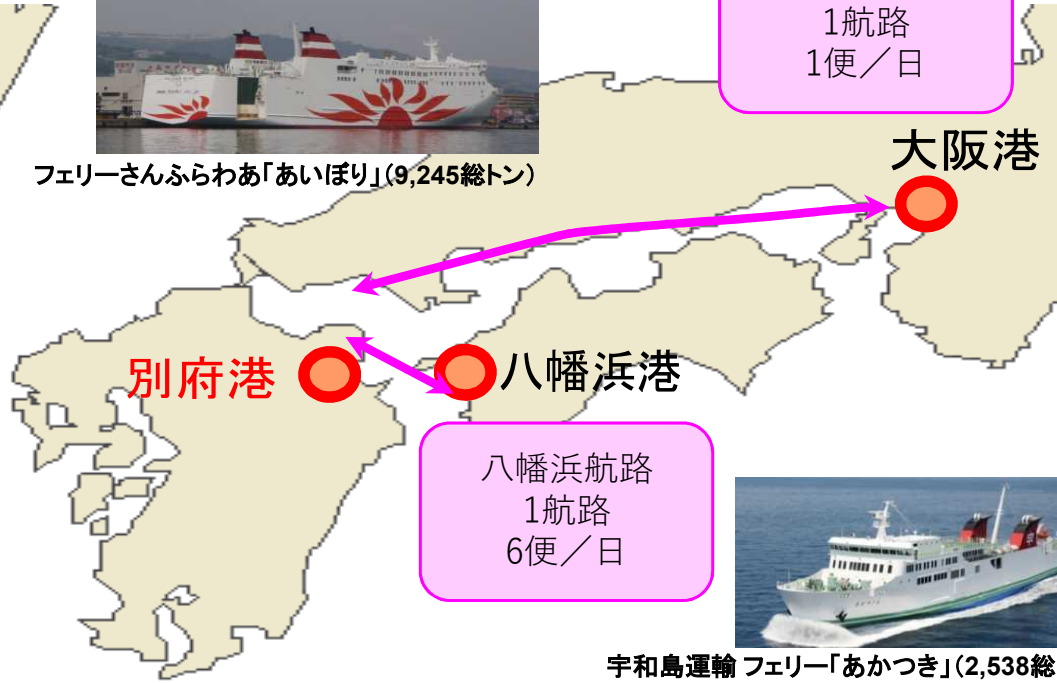 1航路
1便／日
フェリーさんふらわあ「あいぼり」（9,245総トン）
大阪港
別府港
八幡浜港
八幡浜航路
1航路
6便／日
宇和島運輸 フェリー「あかつき」（2,538総